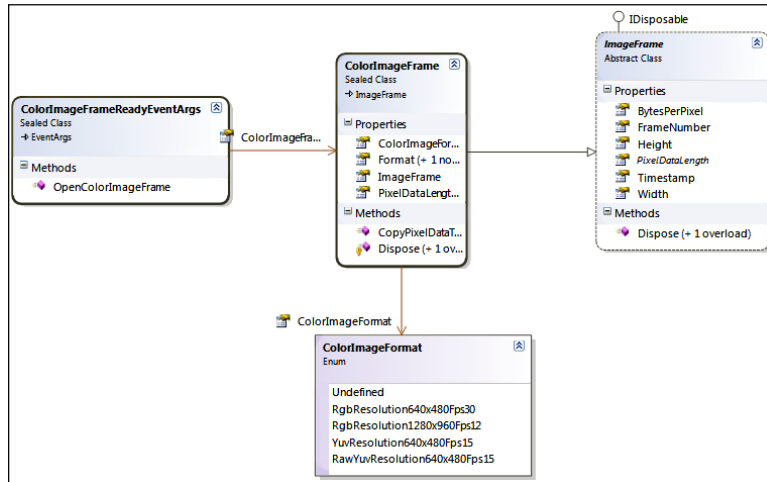 IDisposable
ColorImageFrameReadyEventArgs
Sealed Class
EventArgs
Methods
OpenColorImageFrame
ColorImageFra...
ColorImageFrame
Sealed Class
ImageFrame
Properties
ColorImageFor...
Format (+ 1 no...
ImageFrame
PixelDataLengt...
Methods
CopyPixelDataT...
Dispose (+ 1 ov...
ImageFrame
Abstract Class
Properties
BytesPerPixel
FrameNumber
Height
PixelDataLength
Timestamp
Width
Methods
Dispose (+ 1 overload)
ColorImageFormat
ColorImageFormat
Enum
Undefined
RgbResolution640x480Fps30
RgbResolution1280x960Fps12
YuvResolution640x480Fps15
RawYuvResolution640x480Fps15